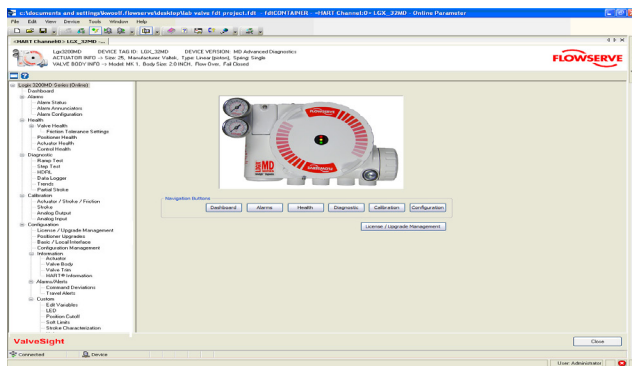 c:\documents and settings\lvwoell.flowserve\desktop\lab valve fdt project.fdt - fdtCONTAINER - <HART Channel:0> LGX_32MD - Online Parameter
File Edit View Device Tools Window Help
<HART Channel:0> LGX_32MD -...
Lgx3200MD DEVICE TAG ID: LGX_32MD DEVICE VERSION: MD Advanced Diagnostics
ACTUATOR INFO -> Size: 25, Manufacturer: Valtek, Type: Linear (piston), Spring: Single
VALVE BODY INFO -> Model: MK 1, Body Size: 2.0 INCH, Flow Over, Fail Closed
FLOWSERVE
Logix 3200MD Series (Online)
Dashboard
Alarms
Alarm Status
Alarm Annunciators
Alarm Configuration
Health
Valve Health
Friction Tolerance Settings
Positioner Health
Actuator Health
Control Health
Diagnostic
Ramp Test
Step Test
HDRL
Data Logger
Trends
Partial Stroke
Calibration
Actuator / Stroke / Friction
Stroke
Analog Output
Analog Input
Configuration
License / Upgrade Management
Positioner Upgrades
Basic / Local Interface
Configuration Management
Information
Actuator
Valve Body
Valve Trim
HART® Information
Alarms/Alerts
Command Deviations
Travel Alerts
Custom
Edit Variables
LED
Position Cutoff
Soft Limits
Stroke Characterization
FLOWSERVE
MD
Navigation Buttons
Dashboard Alarms Health Diagnostic Calibration Configuration
License / Upgrade Management
ValveSight
Close
Connected Device
User: Administrator